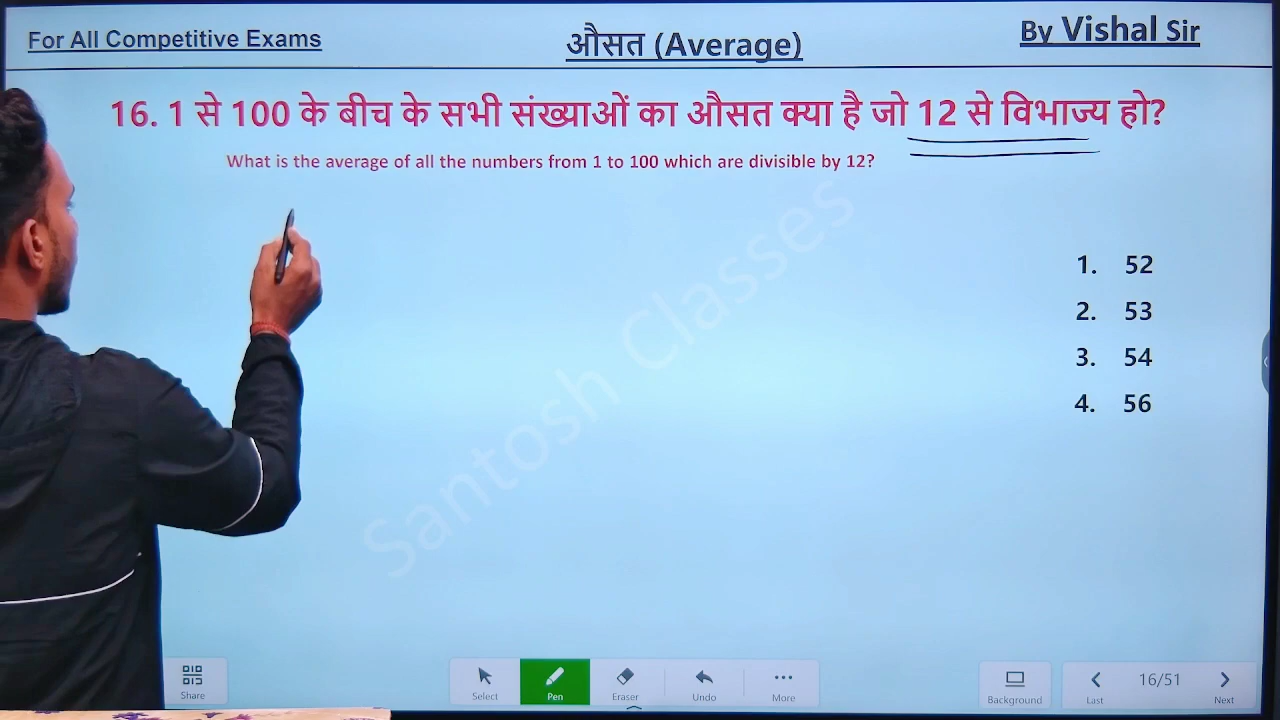 For All Competitive Exams
औसत (Average)
By Vishal Sir
16. 1 से 100 के बीच के सभी संख्याओं का औसत क्या है जो 12 से विभाज्य हो?
What is the average of all the numbers from 1 to 100 which are divisible by 12?
1. 52
2. 53
3. 54
4. 56
Santosh Classes
Share
Select
Pen
Eraser
Undo
More
Background
Last
16/51
Next